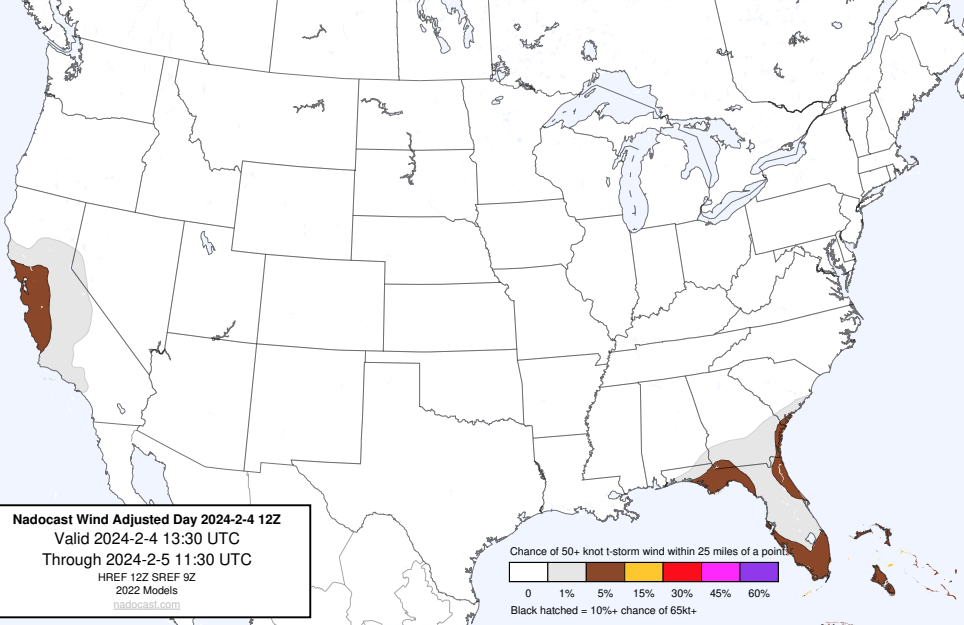 Nadocast Wind Adjusted Day 2024-2-4 12Z
Valid 2024-2-4 13:30 UTC
Through 2024-2-5 11:30 UTC
HREF 12Z SREF 9Z
2022 Models
nadocast.com
Chance of 50+ knot t-storm wind within 25 miles of a point.
0 1% 5% 15% 30% 45% 60%
Black hatched = 10%+ chance of 65kt+